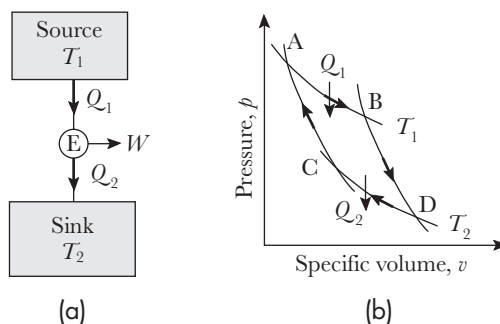 Source
T₁
Q₁
E
W
Q₂
Sink
T₂
(a)
Pressure, p
A
Q₁
B
T₁
C
Q₂
D
T₂
Specific volume, v
(b)